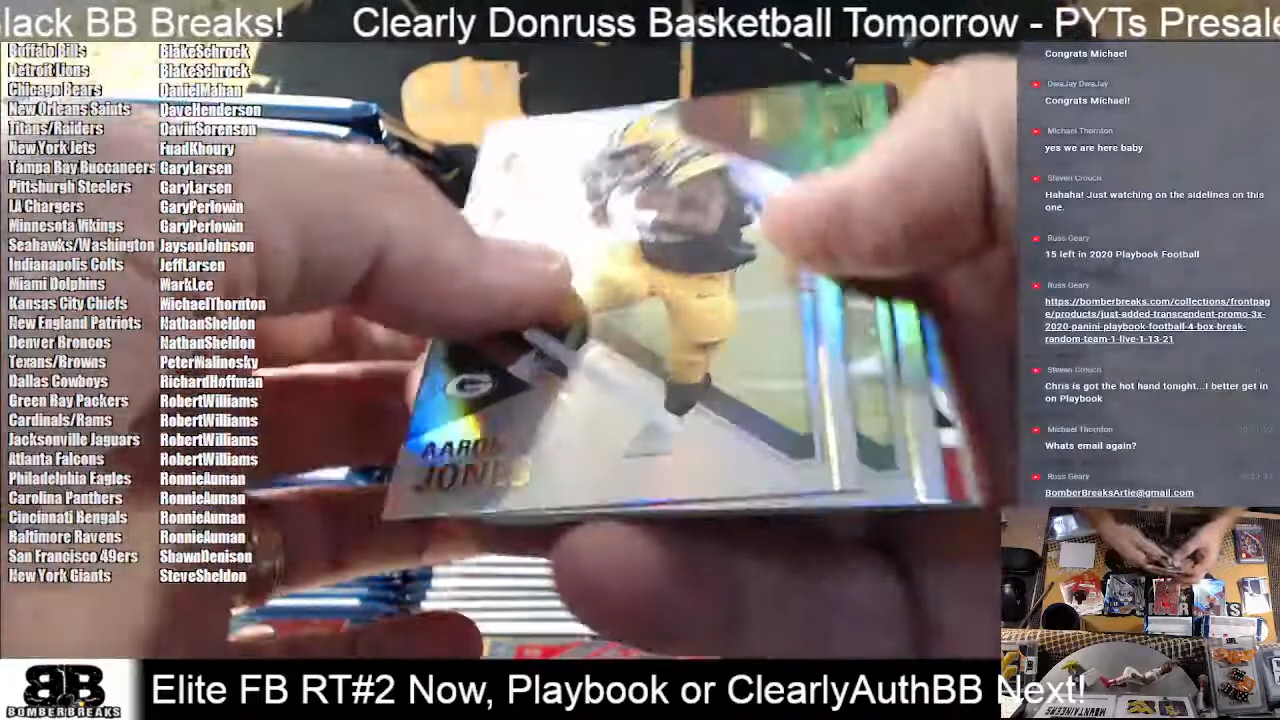 lack BB Breaks! Clearly Donruss Basketball Tomorrow - PYTs Presale
Buffalo Bills BlakeSchrock
Detroit Lions BlakeSchrock
Chicago Bears DanielMahan
New Orleans Saints DaveHenderson
Titans/Raiders DavinSorenson
New York Jets FuadKhoury
Tampa Bay Buccaneers GaryLarsen
Pittsburgh Steelers GaryLarsen
LA Chargers GaryPerlowin
Minnesota Vikings GaryPerlowin
Seahawks/Washington JaysonJohnson
Indianapolis Colts JeffLarsen
Miami Dolphins MarkLee
Kansas City Chiefs MichaelThornton
New England Patriots NathanSheldon
Denver Broncos NathanSheldon
Texans/Browns PeterMalinosky
Dallas Cowboys RichardHoffman
Green Bay Packers RobertWilliams
Cardinals/Rams RobertWilliams
Jacksonville Jaguars RobertWilliams
Atlanta Falcons RobertWilliams
Philadelphia Eagles RonnieAuman
Carolina Panthers RonnieAuman
Cincinnati Bengals RonnieAuman
Baltimore Ravens RonnieAuman
San Francisco 49ers ShawnDenison
New York Giants SteveSheldon
G
AARON
JONES
Congrats Michael
DwaJay DwaJay
Congrats Michael!
Michael Thornton
yes we are here baby
Steven Crouch
Hahaha! Just watching on the sidelines on this
one.
Russ Geary
15 left in 2020 Playbook Football
Russ Geary
https://bomberbreaks.com/collections/frontpag
e/products/just-added-transcendent-promo-3x-
2020-panini-playbook-football-4-box-break-
random-team-1-live-1-13-21
Steven Crouch
Chris is got the hot hand tonight...I better get in
on Playbook
Michael Thornton
Whats email again?
Russ Geary
BomberBreaksArtie@gmail.com
MOUNTAINEERS
BB
BOMBERBREAKS
Elite FB RT#2 Now, Playbook or ClearlyAuthBB Next!